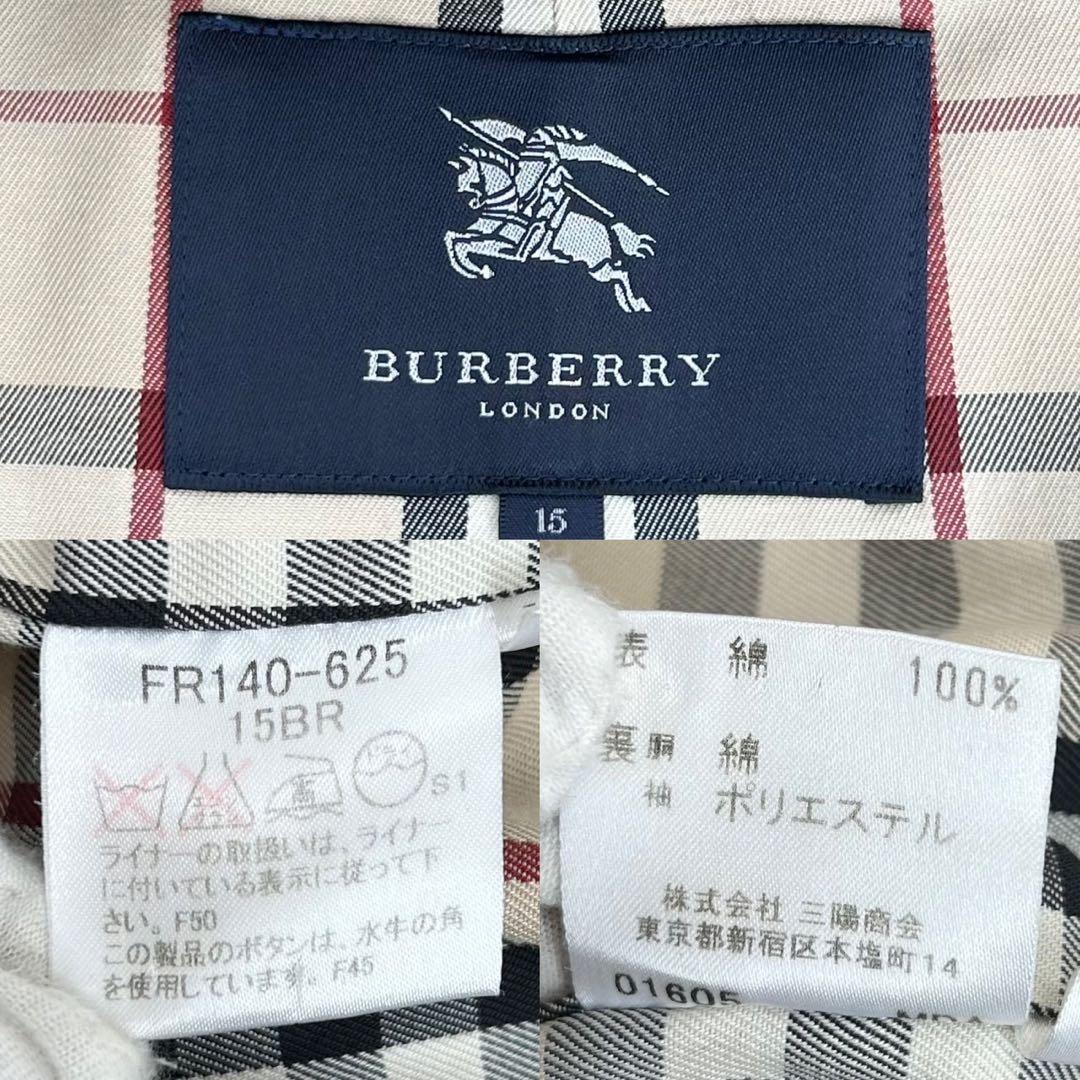 BURBERRY
LONDON
15
FR140-625
15BR
ドライ
S1
ライナーの取扱いは、ライナー
に付いている表示に従って下
さい。F50
この製品のボタンは、水牛の角
を使用しています。F45
表 綿 100%
裏 胴 綿
袖 ポリエステル
株式会社 三陽商会
東京都新宿区本塩町14
01605